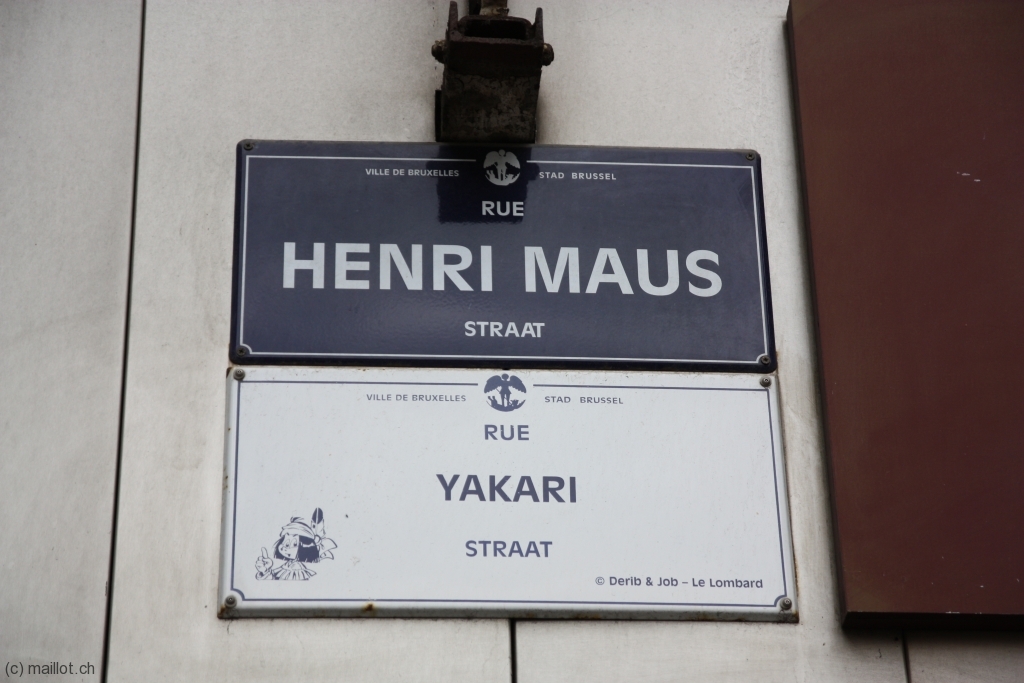 VILLE DE BRUXELLES STAD BRUSSEL
RUE
HENRI MAUS
STRAAT
VILLE DE BRUXELLES STAD BRUSSEL
RUE
YAKARI
STRAAT
© Derib & Job – Le Lombard
(c) maillot.ch